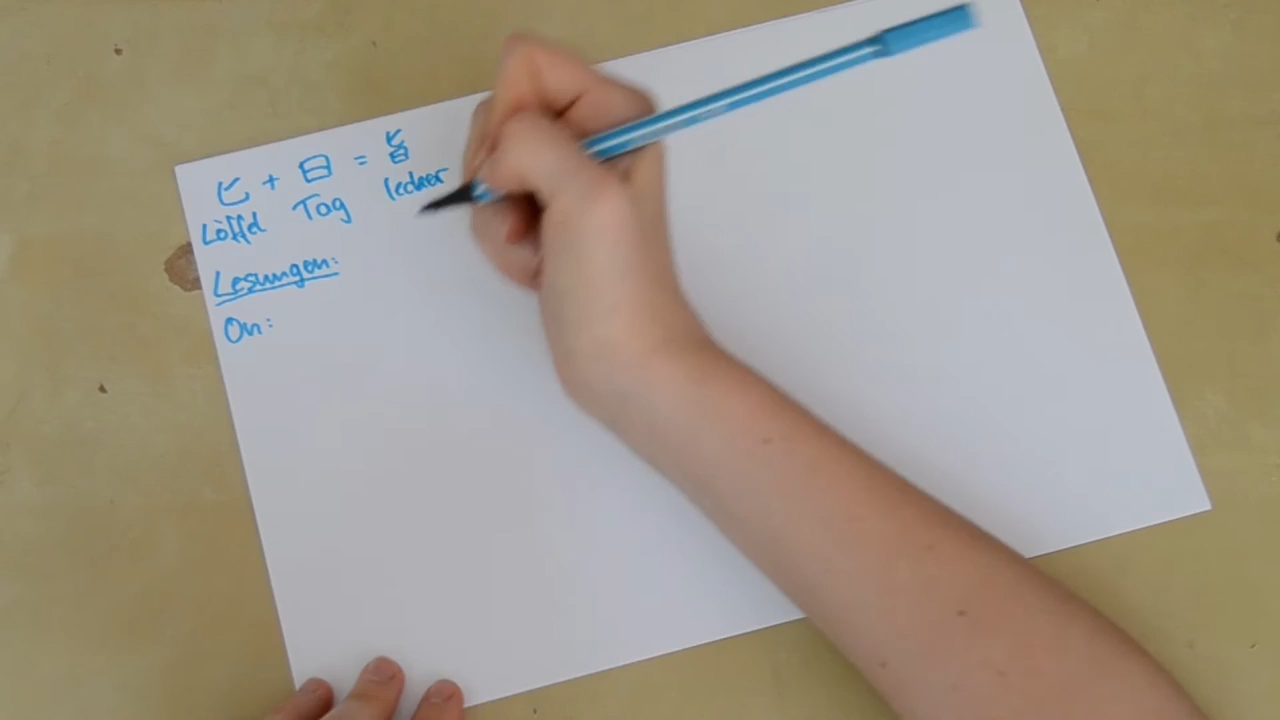 匕 + 日 = 旨
Löffel Tag lecker
Lesungen:
On: